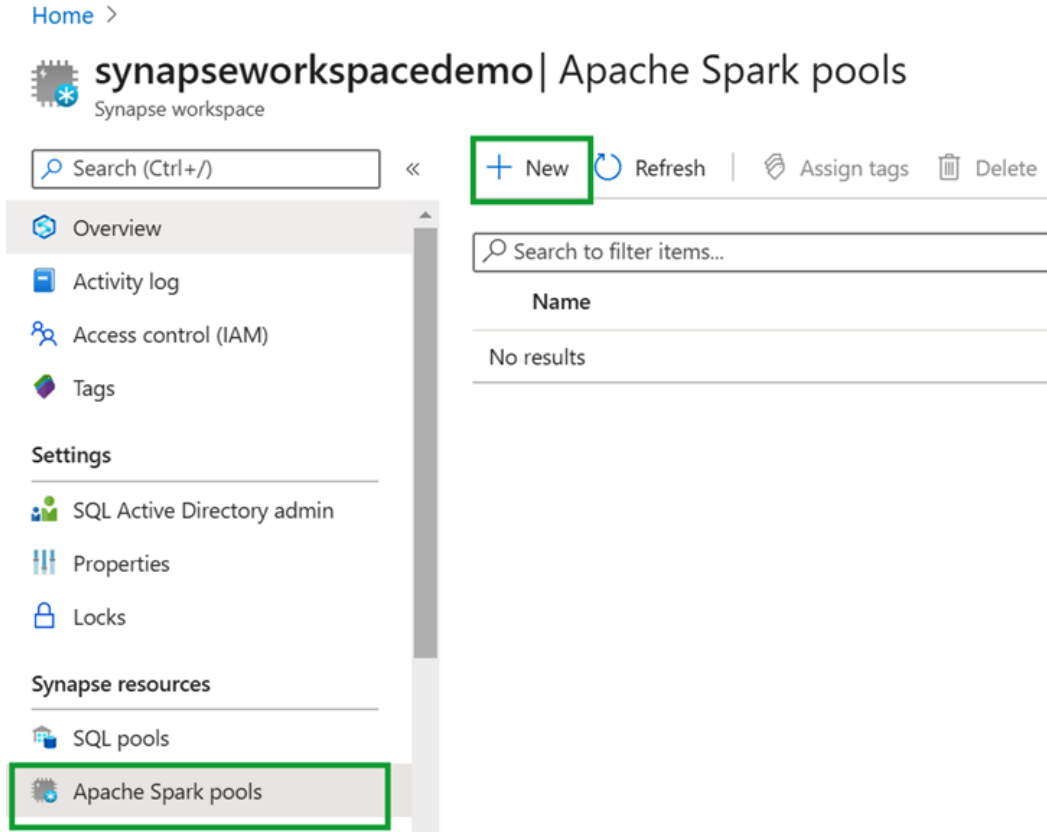 Home >
synapseworkspacedemo | Apache Spark pools
Synapse workspace
Search (Ctrl+/)
«
+ New
Refresh
Assign tags
Delete
Overview
Activity log
Access control (IAM)
Tags
Settings
SQL Active Directory admin
Properties
Locks
Synapse resources
SQL pools
Apache Spark pools
Search to filter items...
Name
No results